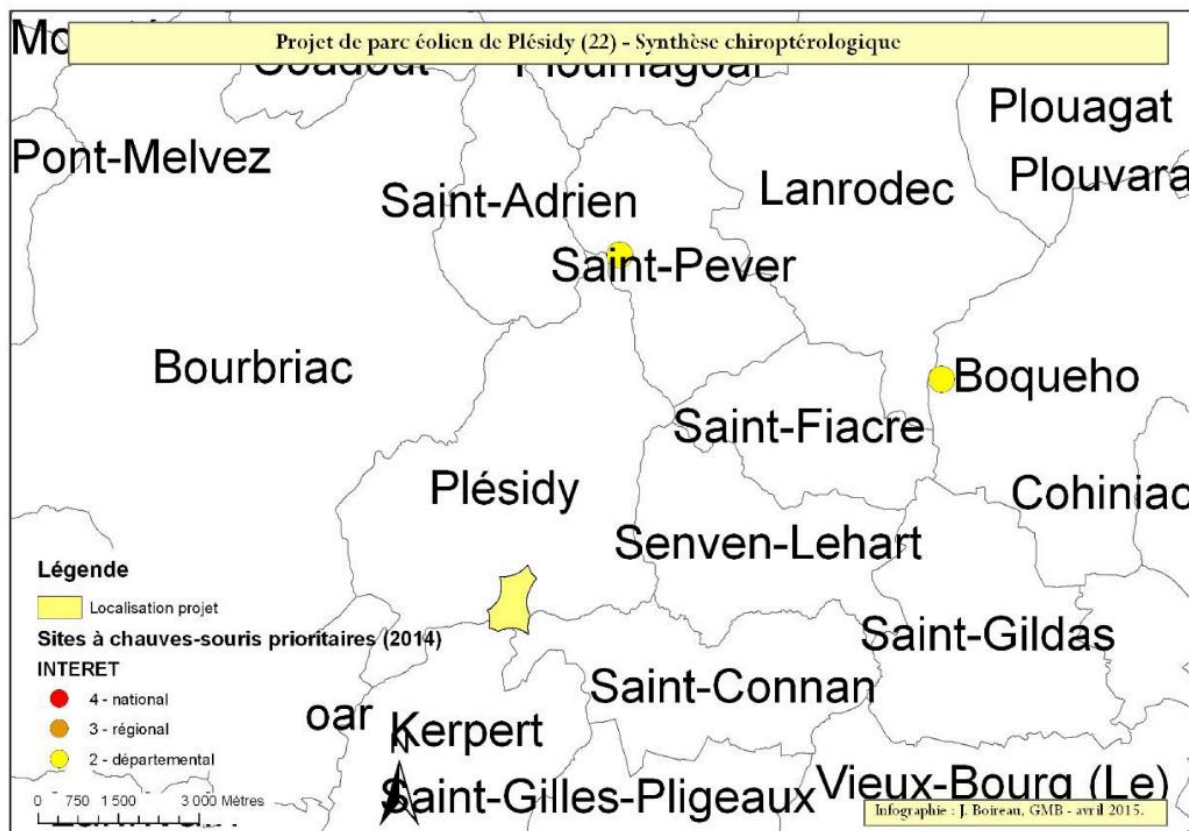 Projet de parc éolien de Plésidy (22) - Synthèse chiroptérologique
Plouagat
Pont-Melvez
Plouvara
Lanrodec
Saint-Adrien
Saint-Pever
Bourbriac
Boqueho
Saint-Fiacre
Plésidy
Cohiniac
Senven-Lehart
Légende
Localisation projet
Sites à chauves-souris prioritaires (2014)
INTERET
4 - national
3 - régional
2 - départemental
Saint-Gildas
Saint-Connan
oar
Kerpert
N
Saint-Gilles-Pligeaux
Vieux-Bourg (Le)
0 750 1 500 3 000 Mètres
Infographie : J. Boireau, GMB - avril 2015.